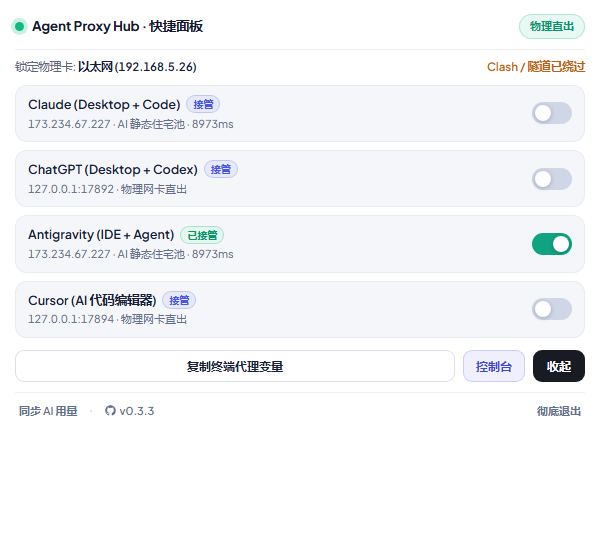 Agent Proxy Hub · 快捷面板 物理直出
锁定物理卡: 以太网 (192.168.5.26) Clash / 隧道已绕过
Claude (Desktop + Code) 接管
173.234.67.227 · AI 静态住宅池 · 8973ms
ChatGPT (Desktop + Codex) 接管
127.0.0.1:17892 · 物理网卡直出
Antigravity (IDE + Agent) 已接管
173.234.67.227 · AI 静态住宅池 · 8973ms
Cursor (AI 代码编辑器) 接管
127.0.0.1:17894 · 物理网卡直出
复制终端代理变量 控制台 收起
同步 AI 用量 · v0.3.3 彻底退出